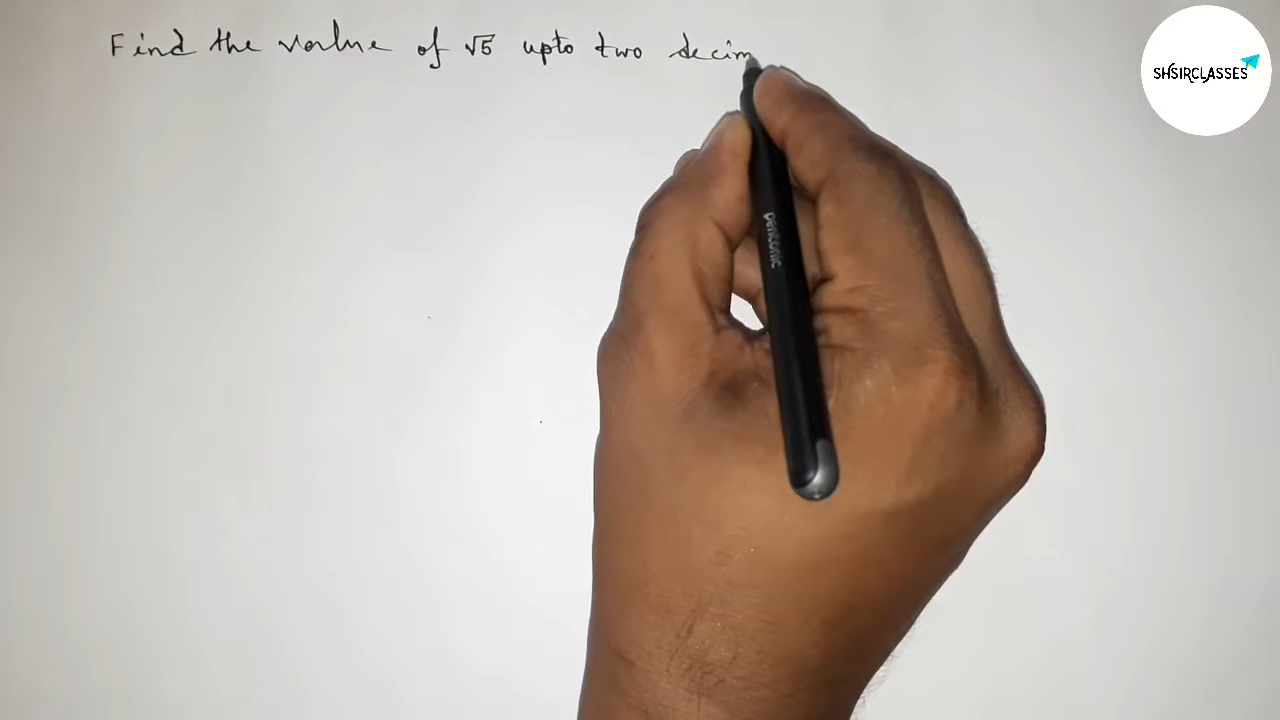 Find the value of √5 upto two decim
SHSIRCLASSES
pentonic